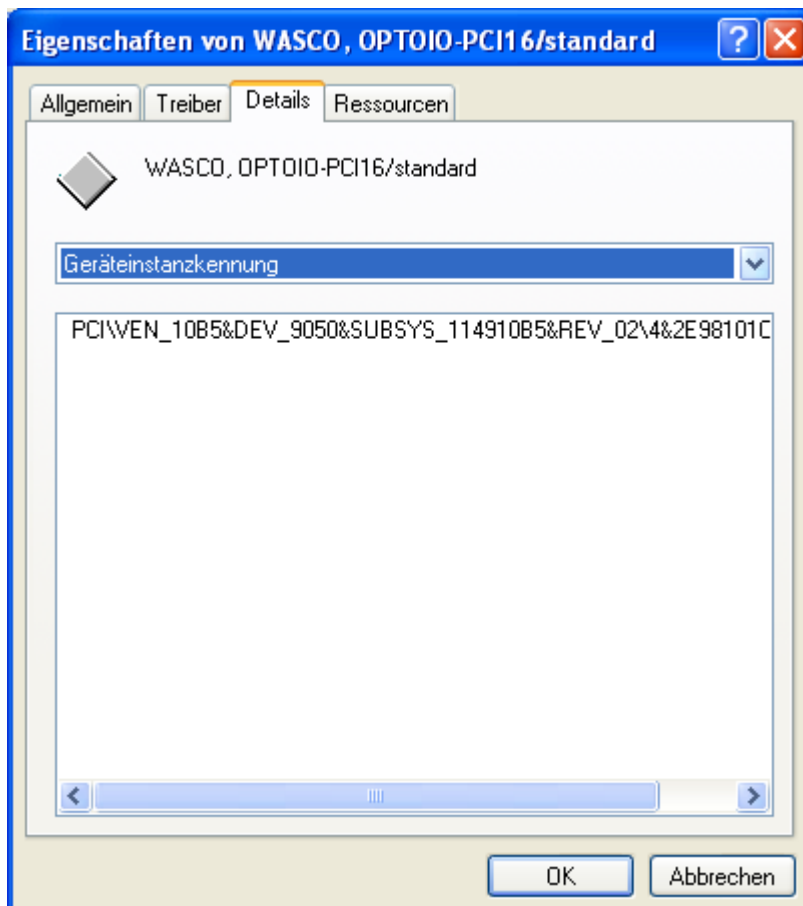 Eigenschaften von WASCO, OPTOIO-PCI16/standard
Allgemein Treiber Details Ressourcen
WASCO, OPTOIO-PCI16/standard
Geräteinstanzkennung
PCI\VEN_10B5&DEV_9050&SUBSYS_114910B5&REV_02\4&2E98101C
OK Abbrechen